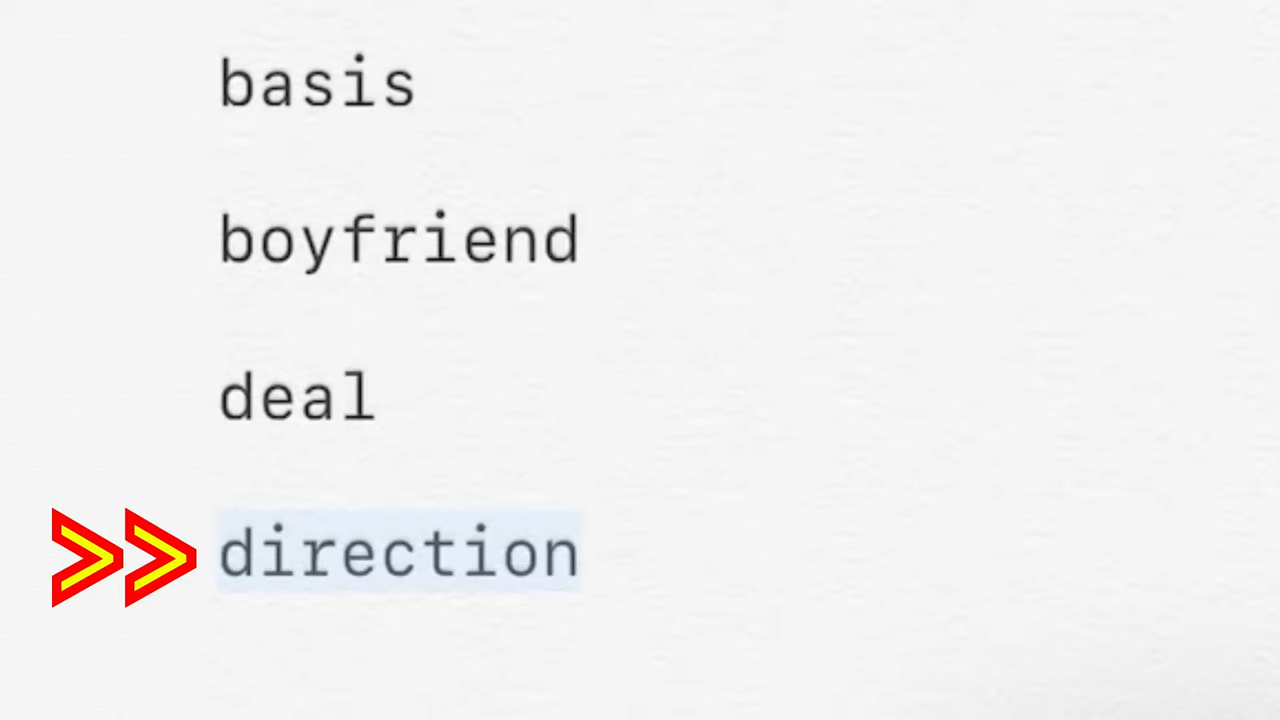 basis
boyfriend
deal
>> direction